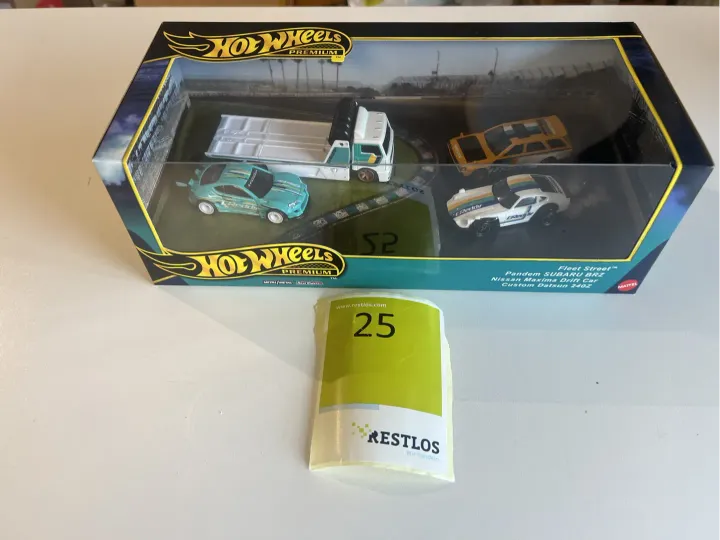 HOT WHEELS
PREMIUM
HOT WHEELS
PREMIUM
Fleet Street™
Pandem SUBARU BRZ
Nissan Maxima Drift Car
Custom Datsun 240Z
MATTEL
25
RESTLOS